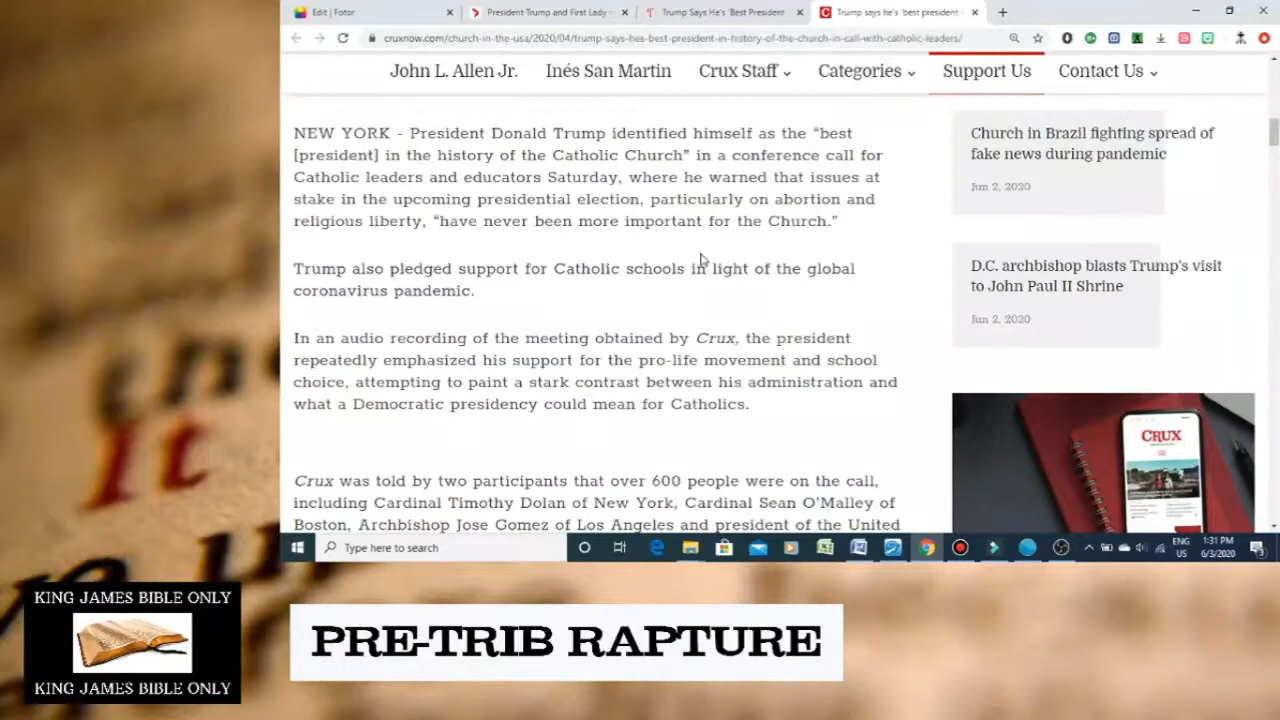 Edit | Fotor
President Trump and First Lady
Trump Says He's 'Best President
Trump says he's 'best president
cruxnow.com/church-in-the-usa/2020/04/trump-says-hes-best-president-in-history-of-the-church-in-call-with-catholic-leaders/
John L. Allen Jr.
Inés San Martin
Crux Staff
Categories
Support Us
Contact Us
NEW YORK - President Donald Trump identified himself as the “best
[president] in the history of the Catholic Church” in a conference call for
Catholic leaders and educators Saturday, where he warned that issues at
stake in the upcoming presidential election, particularly on abortion and
religious liberty, “have never been more important for the Church.”
Trump also pledged support for Catholic schools in light of the global
coronavirus pandemic.
In an audio recording of the meeting obtained by Crux, the president
repeatedly emphasized his support for the pro-life movement and school
choice, attempting to paint a stark contrast between his administration and
what a Democratic presidency could mean for Catholics.
Crux was told by two participants that over 600 people were on the call,
including Cardinal Timothy Dolan of New York, Cardinal Sean O’Malley of
Boston, Archbishop Jose Gomez of Los Angeles and president of the United
Church in Brazil fighting spread of
fake news during pandemic
Jun 2, 2020
D.C. archbishop blasts Trump’s visit
to John Paul II Shrine
Jun 2, 2020
CRUX
Type here to search
ENG
US
1:31 PM
6/3/2020
It
KING JAMES BIBLE ONLY
KING JAMES BIBLE ONLY
PRE-TRIB RAPTURE